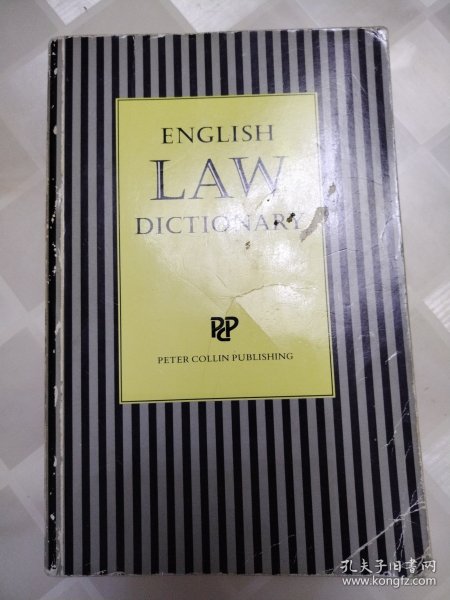 ENGLISH
LAW
DICTIONARY
PCP
PETER COLLIN PUBLISHING
孔夫子旧书网
www.kongfz.com